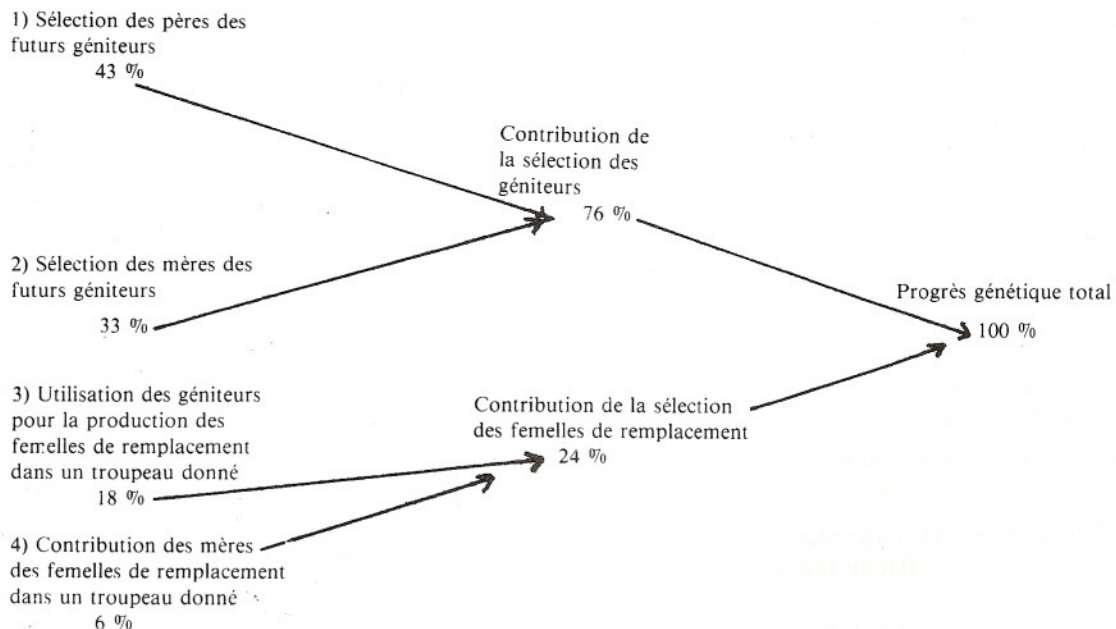 1) Sélection des pères des
futurs géniteurs
43 %
Contribution de
la sélection des
géniteurs
76 %
2) Sélection des mères des
futurs géniteurs
33 %
Progrès génétique total
100 %
3) Utilisation des géniteurs
pour la production des
femelles de remplacement
dans un troupeau donné
18 %
Contribution de la sélection
des femelles de remplacement
24 %
4) Contribution des mères
des femelles de remplacement
dans un troupeau donné
6 %